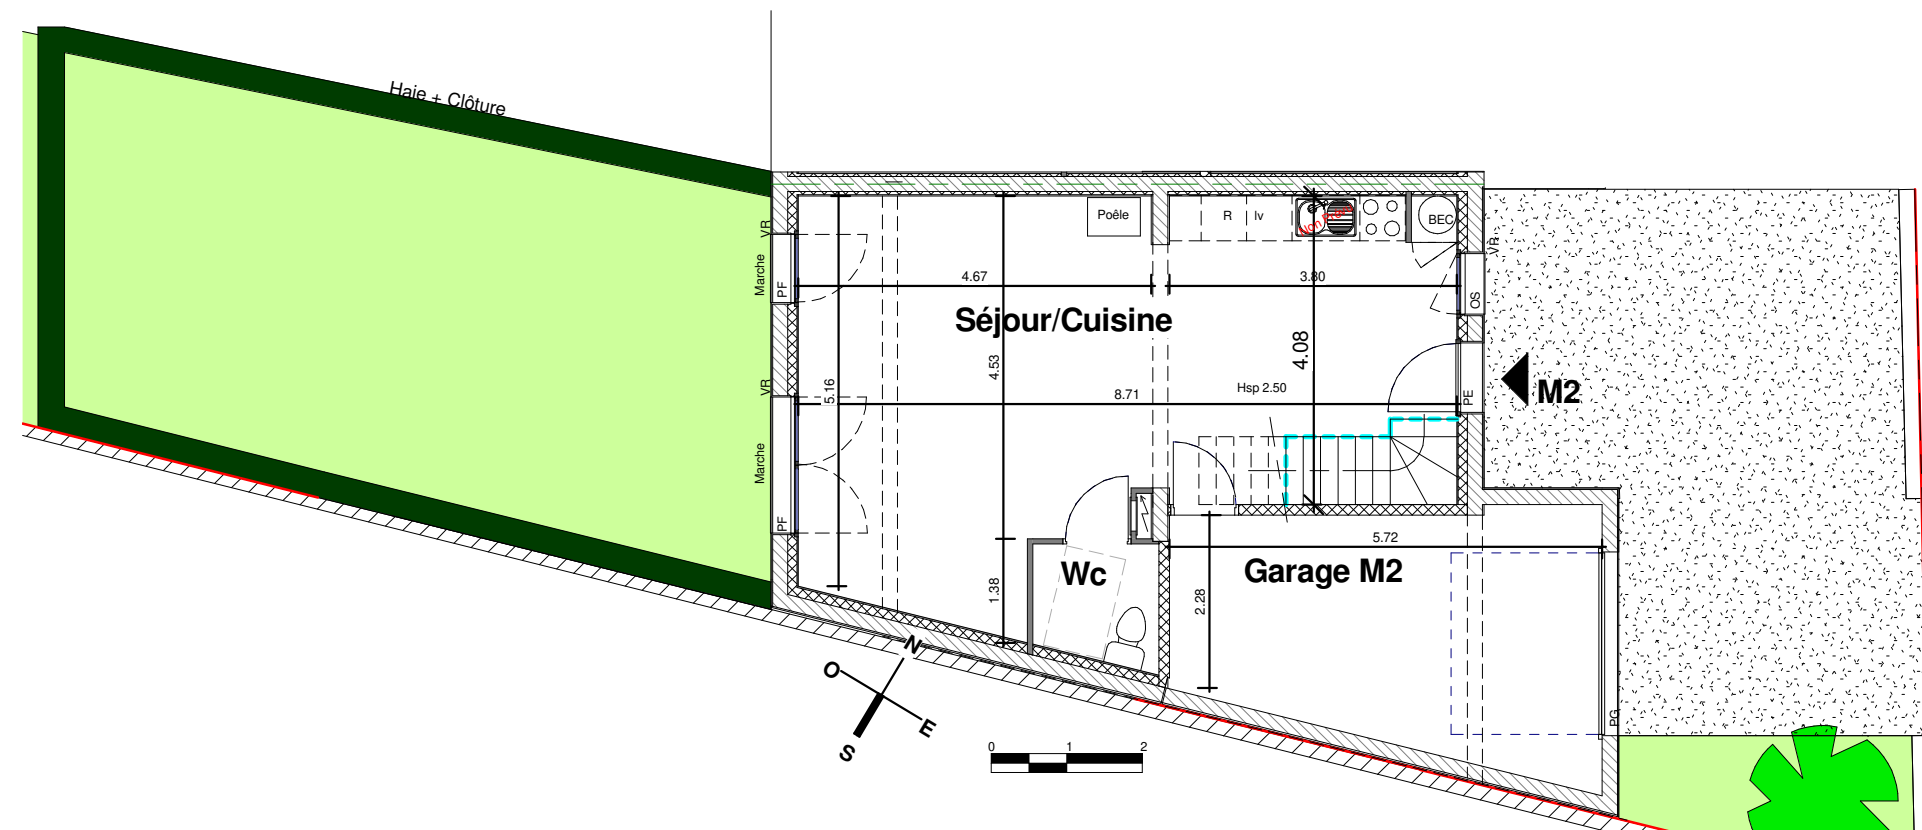 Haie + Clôture
VR
Marche
PF
Poêle
R
lv
Non Prévu
BEC
VR
4.67
3.80
OS
Séjour/Cuisine
4.53
4.08
5.16
VR
Hsp 2.50
8.71
PE
M2
Marche
PF
5.72
Wc
Garage M2
1.38
2.28
N
O
E
S
PG
0 1 2